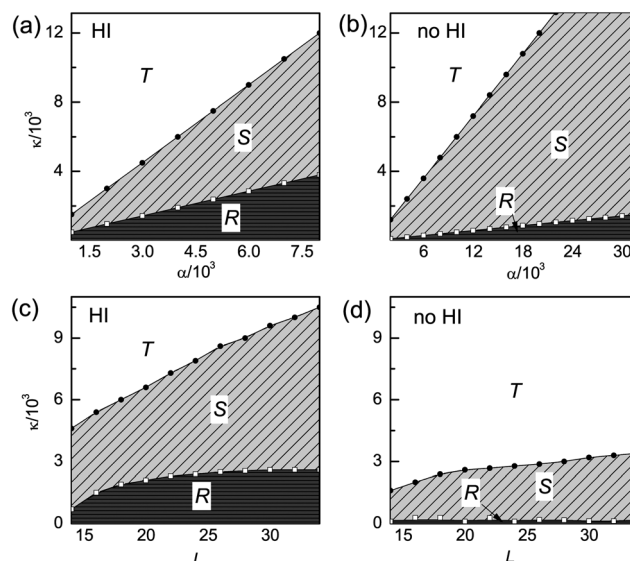 (a) HI
T
S
R
κ/10³
12
8
4
1.5 3.0 4.5 6.0 7.5
α/10³
(b) no HI
T
S
R
12
8
4
6 12 18 24 30
α/10³
(c) HI
T
S
R
κ/10³
9
6
3
0
15 20 25 30
(d) no HI
T
R S
9
6
3
0
15 20 25 30
L